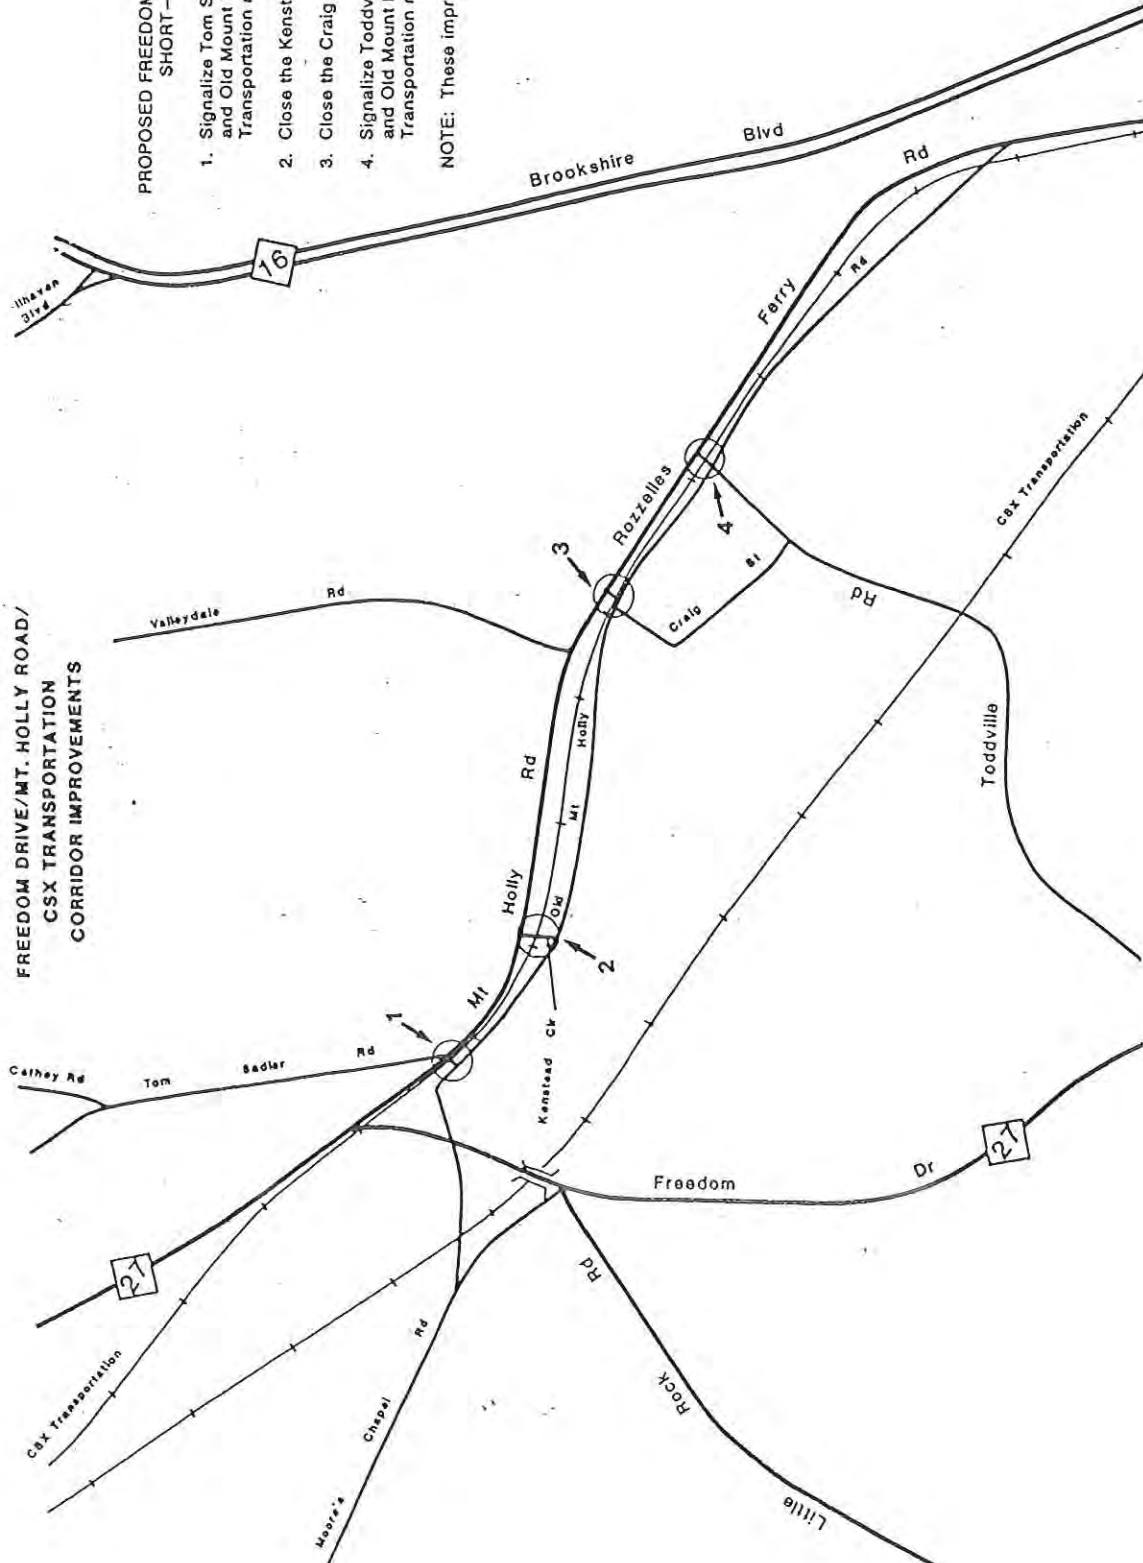 FREEDOM DRIVE/MT. HOLLY ROAD/
CSX TRANSPORTATION
CORRIDOR IMPROVEMENTS
PROPOSED FREEDOM
SHORT-
1. Signalize Tom S
and Old Mount
Transportation
2. Close the Kenst
3. Close the Craig
4. Signalize Toddv
and Old Mount
Transportation
NOTE: These impr
Blvd
16
Brookshire
Blvd
Valleydale
Rd
Cathey Rd
Tom
Sadler
Rd
27
CSX Transportation
1
Mt
Holly
Rd
3
Rozzelles
Ferry
Rd
Old
Mt
Holly
Rd
2
4
Kenstead
Ck
Craig
St
CSX Transportation
Toddville
Rd
Freedom
Dr
27
Moore's
Chapel
Rd
Little
Rock
Rd